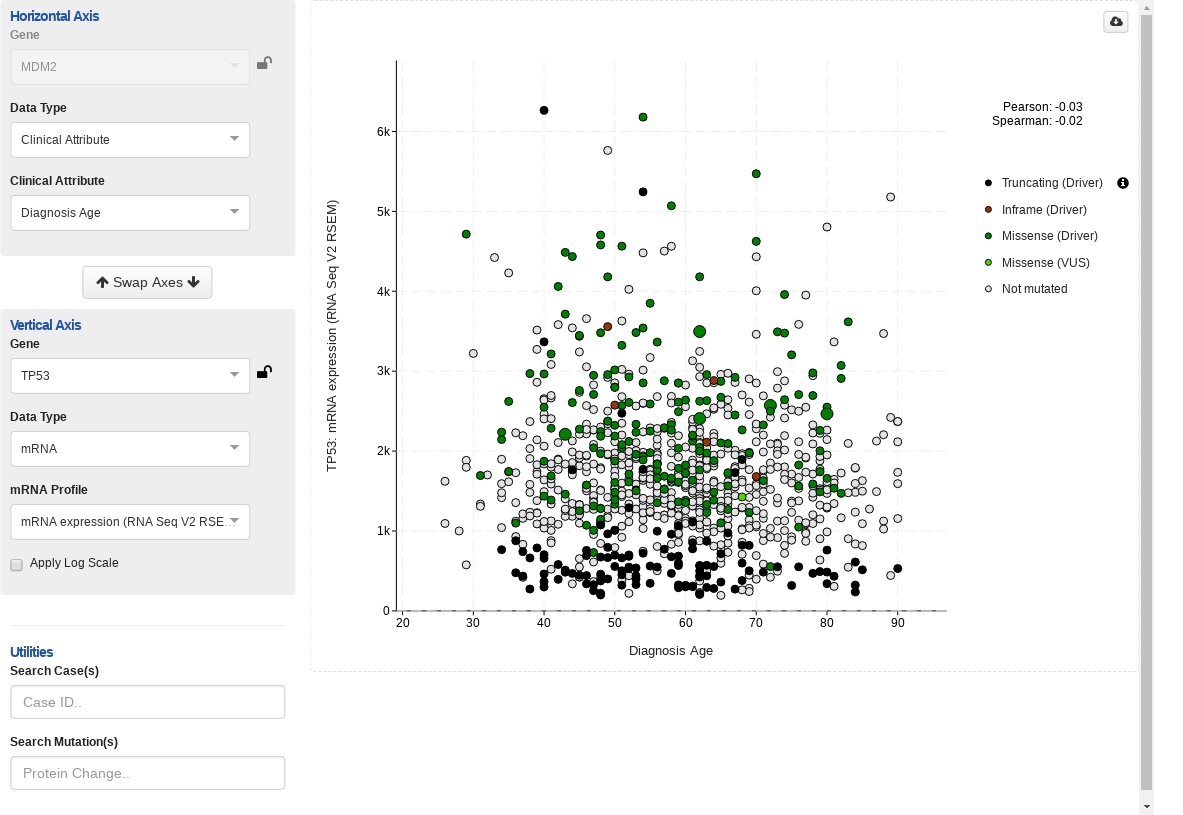 Horizontal Axis
Gene
MDM2
Data Type
Clinical Attribute
Clinical Attribute
Diagnosis Age
Swap Axes
Vertical Axis
Gene
TP53
Data Type
mRNA
mRNA Profile
mRNA expression (RNA Seq V2 RSE..
Apply Log Scale
Utilities
Search Case(s)
Case ID..
Search Mutation(s)
Protein Change..
TP53: mRNA expression (RNA Seq V2 RSEM)
6k
5k
4k
3k
2k
1k
0
20 30 40 50 60 70 80 90
Diagnosis Age
Pearson: -0.03
Spearman: -0.02
Truncating (Driver)
Inframe (Driver)
Missense (Driver)
Missense (VUS)
Not mutated